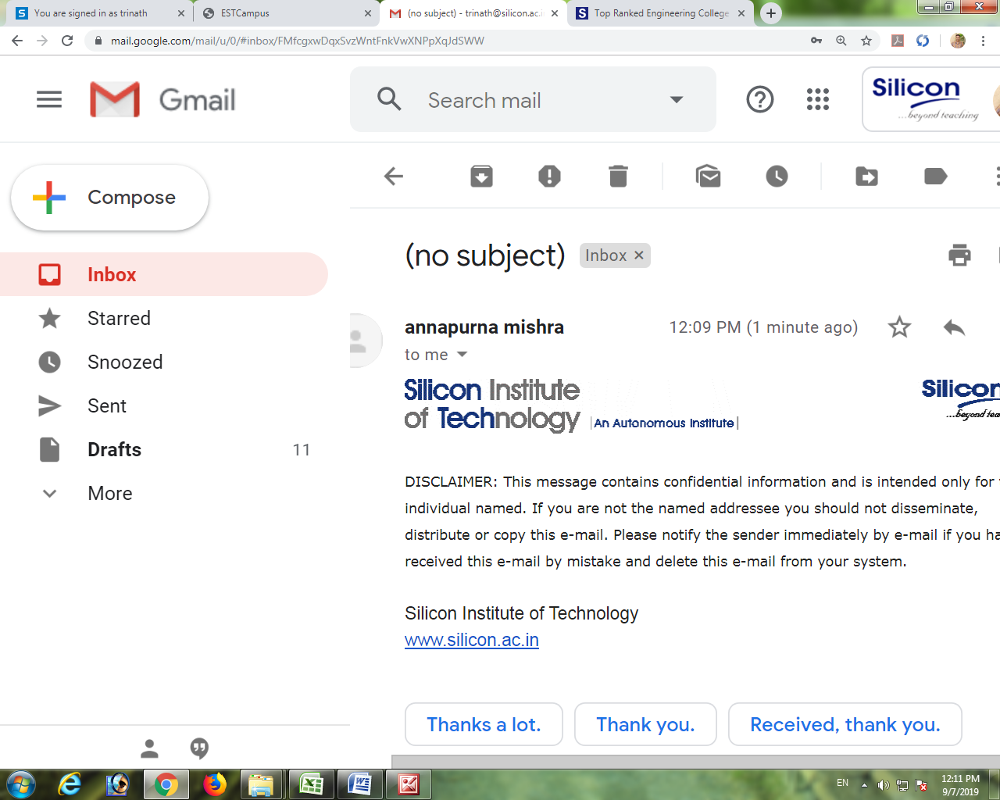 You are signed in as trinath
ESTCampus
(no subject) - trinath@silicon.ac.i
Top Ranked Engineering College
mail.google.com/mail/u/0/#inbox/FMfcgxwDqxSvzWntFnkVwXNPpXqJdSWW
Gmail
Search mail
Silicon
...beyond teaching
Compose
(no subject)
Inbox
Inbox
Starred
Snoozed
Sent
Drafts 11
More
annapurna mishra
12:09 PM (1 minute ago)
to me
Silicon Institute
of Technology
|An Autonomous Institute|
Silicon
...beyond tea
DISCLAIMER: This message contains confidential information and is intended only for
individual named. If you are not the named addressee you should not disseminate,
distribute or copy this e-mail. Please notify the sender immediately by e-mail if you ha
received this e-mail by mistake and delete this e-mail from your system.
Silicon Institute of Technology
www.silicon.ac.in
Thanks a lot.
Thank you.
Received, thank you.
EN
12:11 PM
9/7/2019